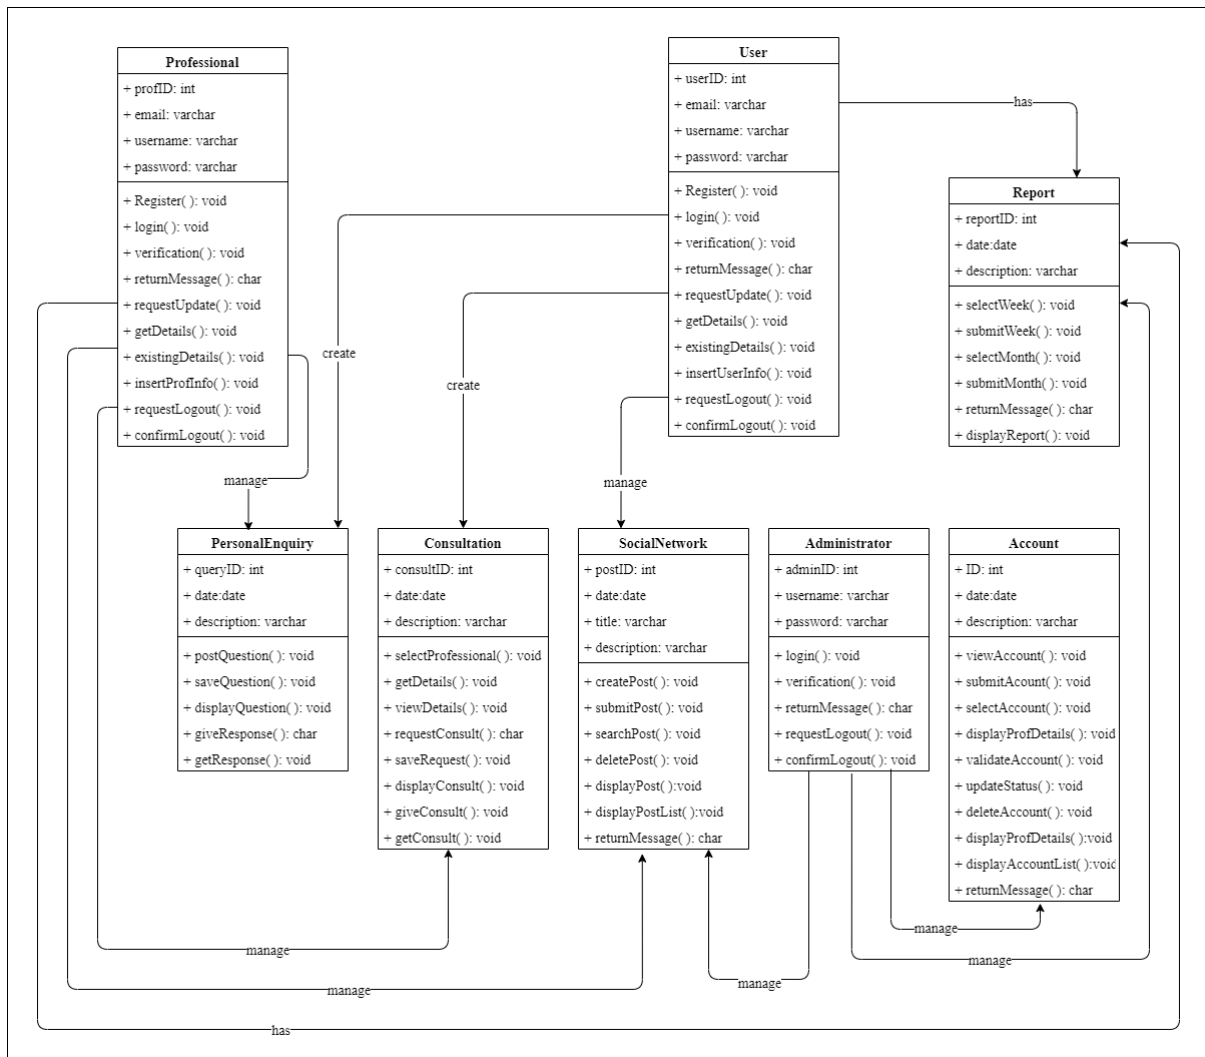 Professional
+ profID: int
+ email: varchar
+ username: varchar
+ password: varchar
+ Register( ): void
+ login( ): void
+ verification( ): void
+ returnMessage( ): char
+ requestUpdate( ): void
+ getDetails( ): void
+ existingDetails( ): void
+ insertProfInfo( ): void
+ requestLogout( ): void
+ confirmLogout( ): void
User
+ userID: int
+ email: varchar
+ username: varchar
+ password: varchar
+ Register( ): void
+ login( ): void
+ verification( ): void
+ returnMessage( ): char
+ requestUpdate( ): void
+ getDetails( ): void
+ existingDetails( ): void
+ insertUserInfo( ): void
+ requestLogout( ): void
+ confirmLogout( ): void
has
Report
+ reportID: int
+ date:date
+ description: varchar
+ selectWeek( ): void
+ submitWeek( ): void
+ selectMonth( ): void
+ submitMonth( ): void
+ returnMessage( ): char
+ displayReport( ): void
create
create
manage
manage
PersonalEnquiry
+ queryID: int
+ date:date
+ description: varchar
+ postQuestion( ): void
+ saveQuestion( ): void
+ displayQuestion( ): void
+ giveResponse( ): char
+ getResponse( ): void
Consultation
+ consultID: int
+ date:date
+ description: varchar
+ selectProfessional( ): void
+ getDetails( ): void
+ viewDetails( ): void
+ requestConsult( ): char
+ saveRequest( ): void
+ displayConsult( ): void
+ giveConsult( ): void
+ getConsult( ): void
SocialNetwork
+ postID: int
+ date:date
+ title: varchar
+ description: varchar
+ createPost( ): void
+ submitPost( ): void
+ searchPost( ): void
+ deletePost( ): void
+ displayPost( ):void
+ displayPostList( ):void
+ returnMessage( ): char
Administrator
+ adminID: int
+ username: varchar
+ password: varchar
+ login( ): void
+ verification( ): void
+ returnMessage( ): char
+ requestLogout( ): void
+ confirmLogout( ): void
Account
+ ID: int
+ date:date
+ description: varchar
+ viewAccount( ): void
+ submitAcount( ): void
+ selectAccount( ): void
+ displayProfDetails( ): void
+ validateAccount( ): void
+ updateStatus( ): void
+ deleteAccount( ): void
+ displayProfDetails( ):void
+ displayAccountList( ):void
+ returnMessage( ): char
manage
manage
manage
manage
manage
has